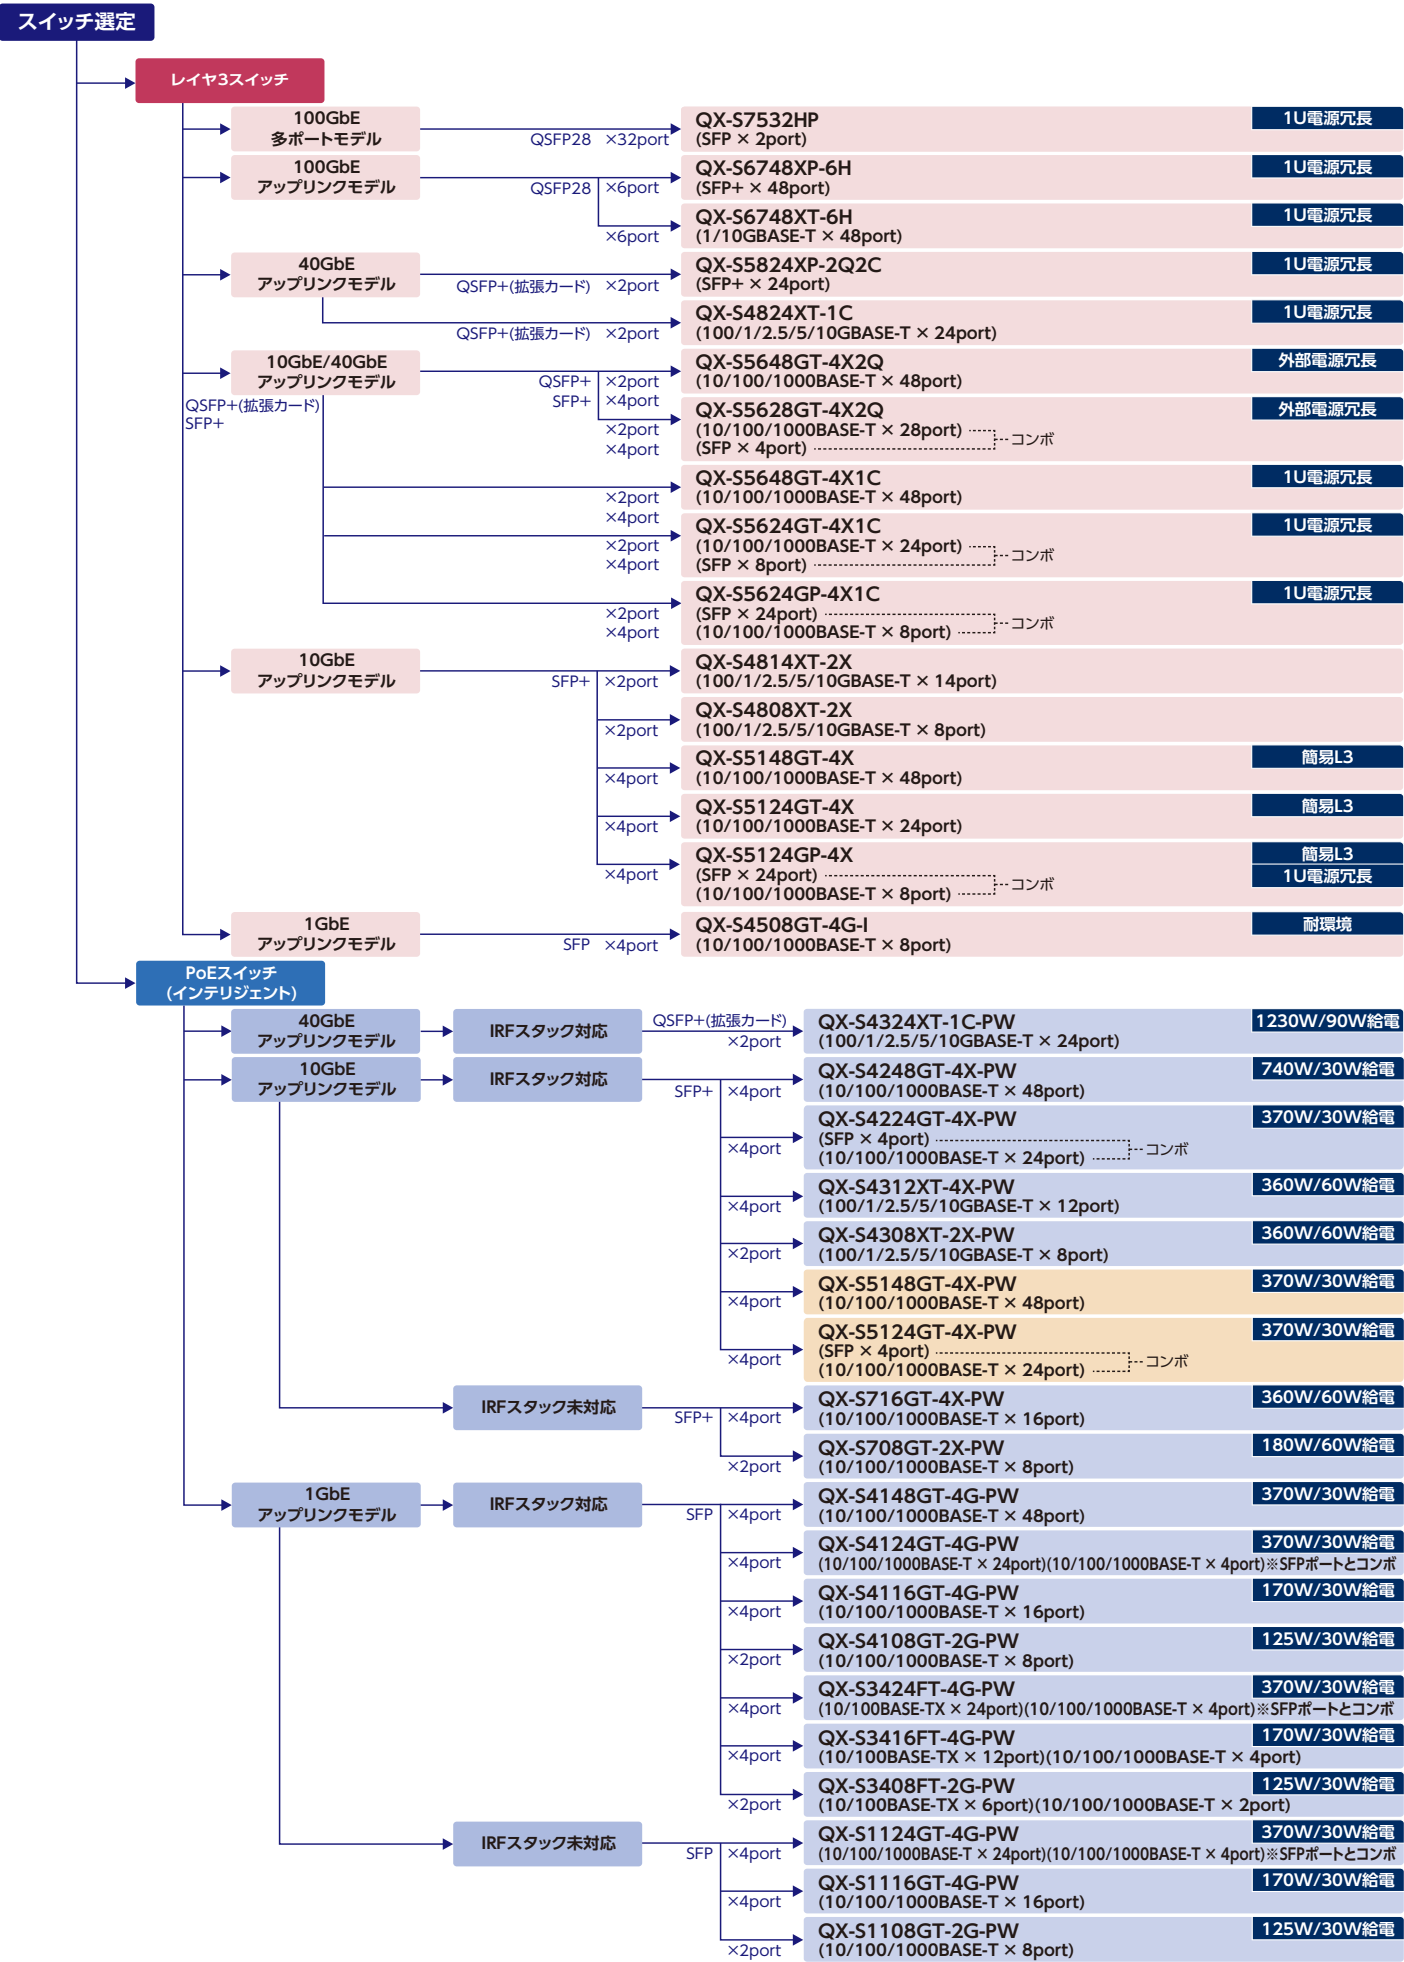 スイッチ選定
レイヤ3スイッチ
100GbE
多ポートモデル
QSFP28 ×32port
QX-S7532HP
(SFP × 2port)
1U電源冗長
100GbE
アップリンクモデル
QSFP28 ×6port
QX-S6748XP-6H
(SFP+ × 48port)
1U電源冗長
×6port
QX-S6748XT-6H
(1/10GBASE-T × 48port)
1U電源冗長
40GbE
アップリンクモデル
QSFP+(拡張カード) ×2port
QX-S5824XP-2Q2C
(SFP+ × 24port)
1U電源冗長
QSFP+(拡張カード) ×2port
QX-S4824XT-1C
(100/1/2.5/5/10GBASE-T × 24port)
1U電源冗長
10GbE/40GbE
アップリンクモデル
QSFP+(拡張カード)
SFP+
QSFP+ ×2port
SFP+ ×4port
QX-S5648GT-4X2Q
(10/100/1000BASE-T × 48port)
外部電源冗長
×2port
×4port
QX-S5628GT-4X2Q
(10/100/1000BASE-T × 28port)
(SFP × 4port)
コンボ
外部電源冗長
×2port
×4port
QX-S5648GT-4X1C
(10/100/1000BASE-T × 48port)
1U電源冗長
×2port
×4port
QX-S5624GT-4X1C
(10/100/1000BASE-T × 24port)
(SFP × 8port)
コンボ
1U電源冗長
×2port
×4port
QX-S5624GP-4X1C
(SFP × 24port)
(10/100/1000BASE-T × 8port)
コンボ
1U電源冗長
10GbE
アップリンクモデル
SFP+ ×2port
QX-S4814XT-2X
(100/1/2.5/5/10GBASE-T × 14port)
×2port
QX-S4808XT-2X
(100/1/2.5/5/10GBASE-T × 8port)
×4port
QX-S5148GT-4X
(10/100/1000BASE-T × 48port)
簡易L3
×4port
QX-S5124GT-4X
(10/100/1000BASE-T × 24port)
簡易L3
×4port
QX-S5124GP-4X
(SFP × 24port)
(10/100/1000BASE-T × 8port)
コンボ
簡易L3
1U電源冗長
1GbE
アップリンクモデル
SFP ×4port
QX-S4508GT-4G-I
(10/100/1000BASE-T × 8port)
耐環境
PoEスイッチ
(インテリジェント)
40GbE
アップリンクモデル
IRFスタック対応
QSFP+(拡張カード)
×2port
QX-S4324XT-1C-PW
(100/1/2.5/5/10GBASE-T × 24port)
1230W/90W給電
10GbE
アップリンクモデル
IRFスタック対応
SFP+ ×4port
QX-S4248GT-4X-PW
(10/100/1000BASE-T × 48port)
740W/30W給電
×4port
QX-S4224GT-4X-PW
(SFP × 4port)
(10/100/1000BASE-T × 24port)
コンボ
370W/30W給電
×4port
QX-S4312XT-4X-PW
(100/1/2.5/5/10GBASE-T × 12port)
360W/60W給電
×2port
QX-S4308XT-2X-PW
(100/1/2.5/5/10GBASE-T × 8port)
360W/60W給電
×4port
QX-S5148GT-4X-PW
(10/100/1000BASE-T × 48port)
370W/30W給電
×4port
QX-S5124GT-4X-PW
(SFP × 4port)
(10/100/1000BASE-T × 24port)
コンボ
370W/30W給電
IRFスタック未対応
SFP+ ×4port
QX-S716GT-4X-PW
(10/100/1000BASE-T × 16port)
360W/60W給電
×2port
QX-S708GT-2X-PW
(10/100/1000BASE-T × 8port)
180W/60W給電
1GbE
アップリンクモデル
IRFスタック対応
SFP ×4port
QX-S4148GT-4G-PW
(10/100/1000BASE-T × 48port)
370W/30W給電
×4port
QX-S4124GT-4G-PW
(10/100/1000BASE-T × 24port)(10/100/1000BASE-T × 4port)※SFPポートとコンボ
370W/30W給電
×4port
QX-S4116GT-4G-PW
(10/100/1000BASE-T × 16port)
170W/30W給電
×2port
QX-S4108GT-2G-PW
(10/100/1000BASE-T × 8port)
125W/30W給電
×4port
QX-S3424FT-4G-PW
(10/100BASE-TX × 24port)(10/100/1000BASE-T × 4port)※SFPポートとコンボ
370W/30W給電
×4port
QX-S3416FT-4G-PW
(10/100BASE-TX × 12port)(10/100/1000BASE-T × 4port)
170W/30W給電
×2port
QX-S3408FT-2G-PW
(10/100BASE-TX × 6port)(10/100/1000BASE-T × 2port)
125W/30W給電
IRFスタック未対応
SFP ×4port
QX-S1124GT-4G-PW
(10/100/1000BASE-T × 24port)(10/100/1000BASE-T × 4port)※SFPポートとコンボ
370W/30W給電
×4port
QX-S1116GT-4G-PW
(10/100/1000BASE-T × 16port)
170W/30W給電
×2port
QX-S1108GT-2G-PW
(10/100/1000BASE-T × 8port)
125W/30W給電